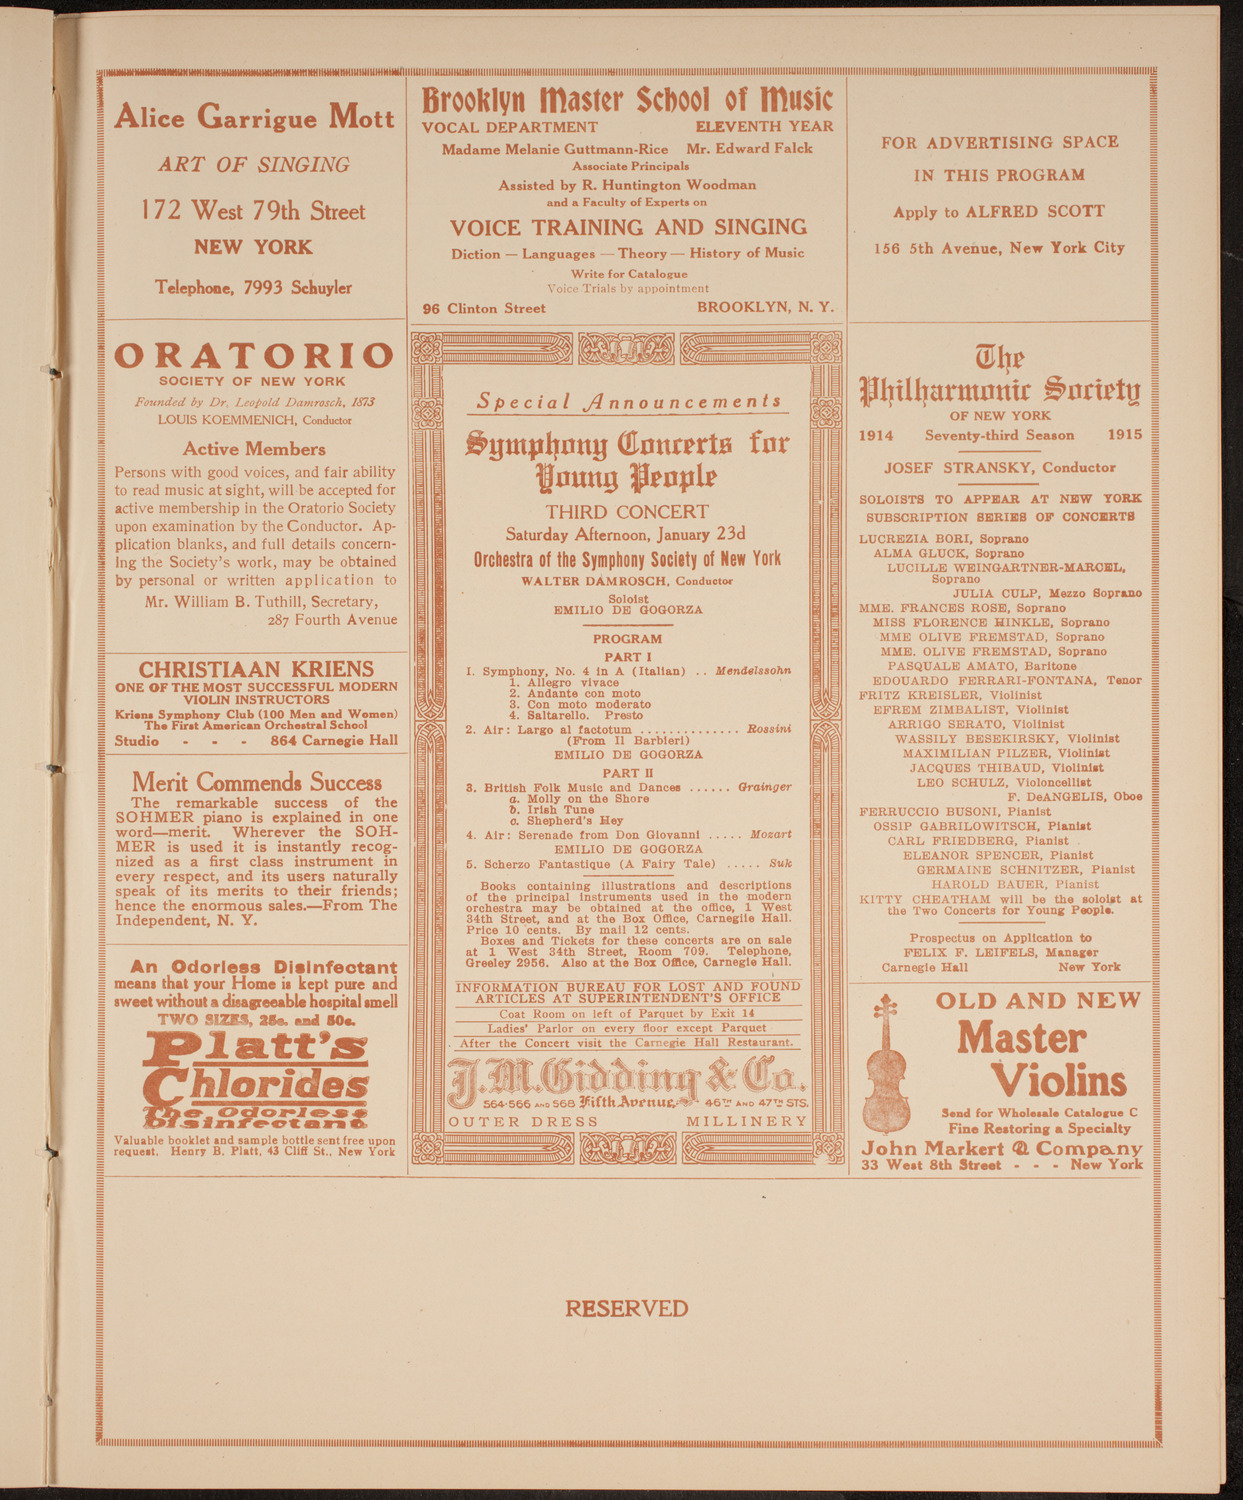 Alice Garrigue Mott
ART OF SINGING
172 West 79th Street
NEW YORK
Telephone, 7993 Schuyler
ORATORIO
SOCIETY OF NEW YORK
Founded by Dr. Leopold Damrosch, 1873
LOUIS KOEMMENICH, Conductor
Active Members
Persons with good voices, and fair ability
to read music at sight, will be accepted for
active membership in the Oratorio Society
upon examination by the Conductor. Ap-
plication blanks, and full details concern-
ing the Society's work, may be obtained
by personal or written application to
Mr. William B. Tuthill, Secretary,
287 Fourth Avenue
CHRISTIAAN KRIENS
ONE OF THE MOST SUCCESSFUL MODERN
VIOLIN INSTRUCTORS
Kriens Symphony Club (100 Men and Women)
The First American Orchestral School
Studio - - - 864 Carnegie Hall
Merit Commends Success
The remarkable success of the
SOHMER piano is explained in one
word—merit. Wherever the SOH-
MER is used it is instantly recog-
nized as a first class instrument in
every respect, and its users naturally
speak of its merits to their friends;
hence the enormous sales.—From The
Independent, N. Y.
An Odorless Disinfectant
means that your Home is kept pure and
sweet without a disagreeable hospital smell
TWO SIZES, 25c. and 50c.
Platt's
Chlorides
The Odorless
Disinfectant
Valuable booklet and sample bottle sent free upon
request. Henry B. Platt, 43 Cliff St., New York
Brooklyn Master School of Music
VOCAL DEPARTMENT ELEVENTH YEAR
Madame Melanie Guttmann-Rice Mr. Edward Falck
Associate Principals
Assisted by R. Huntington Woodman
and a Faculty of Experts on
VOICE TRAINING AND SINGING
Diction — Languages — Theory — History of Music
Write for Catalogue
Voice Trials by appointment
96 Clinton Street BROOKLYN, N. Y.
Special Announcements
Symphony Concerts for
Young People
THIRD CONCERT
Saturday Afternoon, January 23d
Orchestra of the Symphony Society of New York
WALTER DAMROSCH, Conductor
Soloist
EMILIO DE GOGORZA
PROGRAM
PART I
1. Symphony, No. 4 in A (Italian) .. Mendelssohn
1. Allegro vivace
2. Andante con moto
3. Con moto moderato
4. Saltarello. Presto
2. Air: Largo al factotum .............. Rossini
(From Il Barbieri)
EMILIO DE GOGORZA
PART II
3. British Folk Music and Dances ...... Grainger
a. Molly on the Shore
b. Irish Tune
c. Shepherd's Hey
4. Air: Serenade from Don Giovanni ..... Mozart
EMILIO DE GOGORZA
5. Scherzo Fantastique (A Fairy Tale) ..... Suk
Books containing illustrations and descriptions
of the principal instruments used in the modern
orchestra may be obtained at the office, 1 West
34th Street, and at the Box Office, Carnegie Hall.
Price 10 cents. By mail 12 cents.
Boxes and Tickets for these concerts are on sale
at 1 West 34th Street, Room 709. Telephone,
Greeley 2956. Also at the Box Office, Carnegie Hall.
INFORMATION BUREAU FOR LOST AND FOUND
ARTICLES AT SUPERINTENDENT'S OFFICE
Coat Room on left of Parquet by Exit 14
Ladies' Parlor on every floor except Parquet
After the Concert visit the Carnegie Hall Restaurant.
J.M. Gidding & Co.
564-566 AND 568 Fifth Avenue, 46TH AND 47TH STS.
OUTER DRESS MILLINERY
FOR ADVERTISING SPACE
IN THIS PROGRAM
Apply to ALFRED SCOTT
156 5th Avenue, New York City
The
Philharmonic Society
OF NEW YORK
1914 Seventy-third Season 1915
JOSEF STRANSKY, Conductor
SOLOISTS TO APPEAR AT NEW YORK
SUBSCRIPTION SERIES OF CONCERTS
LUCREZIA BORI, Soprano
ALMA GLUCK, Soprano
LUCILLE WEINGARTNER-MARCEL,
Soprano
JULIA CULP, Mezzo Soprano
MME. FRANCES ROSE, Soprano
MISS FLORENCE HINKLE, Soprano
MME OLIVE FREMSTAD, Soprano
MME. OLIVE FREMSTAD, Soprano
PASQUALE AMATO, Baritone
EDOUARDO FERRARI-FONTANA, Tenor
FRITZ KREISLER, Violinist
EFREM ZIMBALIST, Violinist
ARRIGO SERATO, Violinist
WASSILY BESEKIRSKY, Violinist
MAXIMILIAN PILZER, Violinist
JACQUES THIBAUD, Violinist
LEO SCHULZ, Violoncellist
F. DeANGELIS, Oboe
FERRUCCIO BUSONI, Pianist
OSSIP GABRILOWITSCH, Pianist
CARL FRIEDBERG, Pianist
ELEANOR SPENCER, Pianist
GERMAINE SCHNITZER, Pianist
HAROLD BAUER, Pianist
KITTY CHEATHAM will be the soloist at
the Two Concerts for Young People.
Prospectus on Application to
FELIX F. LEIFELS, Manager
Carnegie Hall New York
OLD AND NEW
Master
Violins
Send for Wholesale Catalogue C
Fine Restoring a Specialty
John Markert & Company
33 West 8th Street - - - New York
RESERVED